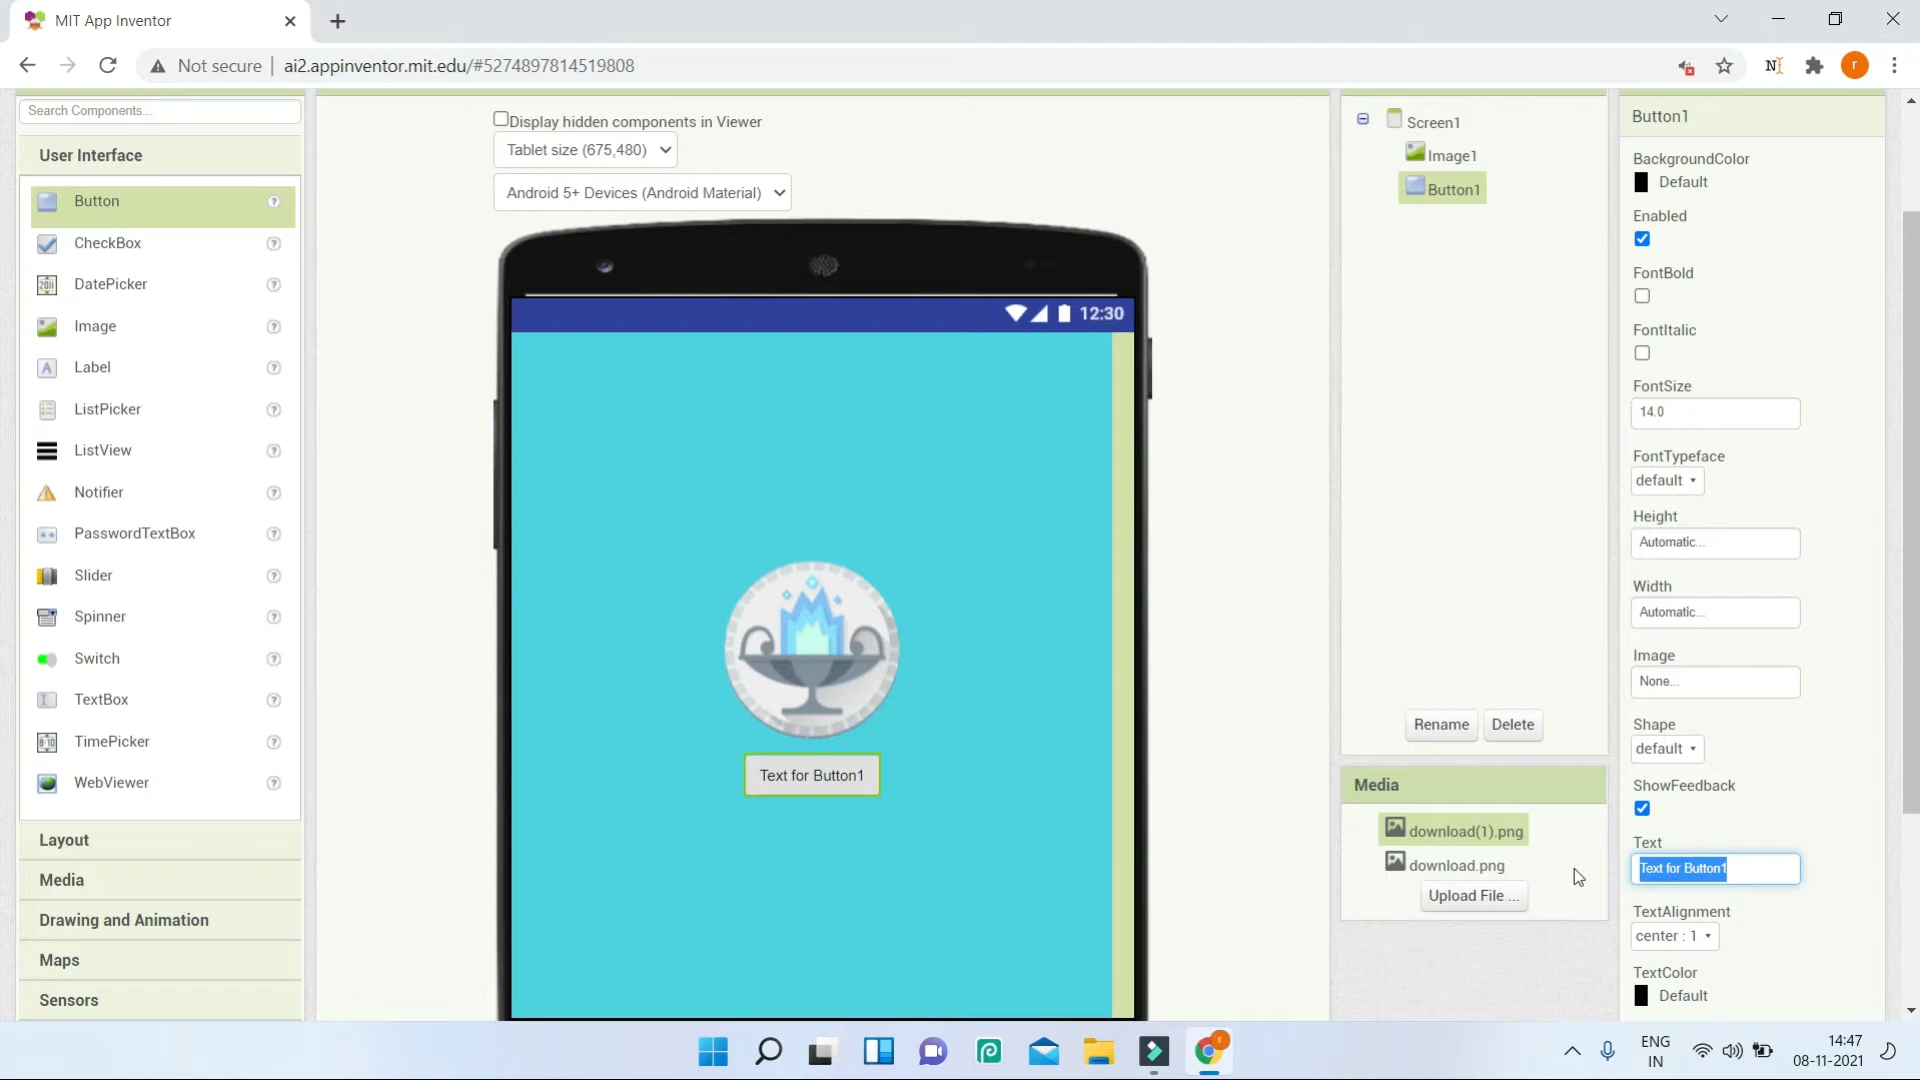 MIT App Inventor
Not secure
ai2.appinventor.mit.edu/#5274897814519808
r
Search Components...
User Interface
Button
CheckBox
DatePicker
Image
Label
ListPicker
ListView
Notifier
PasswordTextBox
Slider
Spinner
Switch
TextBox
TimePicker
WebViewer
Layout
Media
Drawing and Animation
Maps
Sensors
Display hidden components in Viewer
Tablet size (675,480)
Android 5+ Devices (Android Material)
12:30
Text for Button1
Screen1
Image1
Button1
Rename
Delete
Media
download(1).png
download.png
Upload File ...
Button1
BackgroundColor
Default
Enabled
FontBold
FontItalic
FontSize
14.0
FontTypeface
default
Height
Automatic...
Width
Automatic...
Image
None...
Shape
default
ShowFeedback
Text
Text for Button1
TextAlignment
center : 1
TextColor
Default
ENG
IN
14:47
08-11-2021